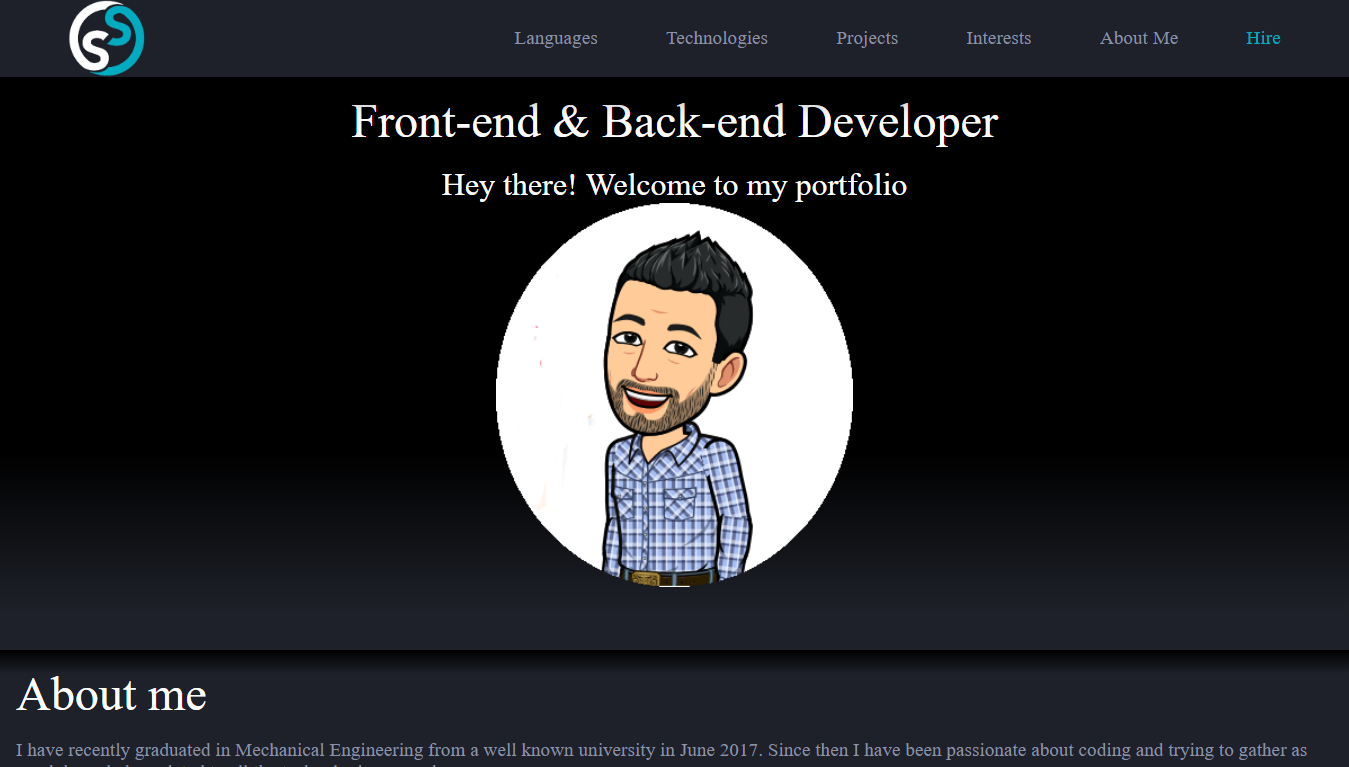 SS
Languages Technologies Projects Interests About Me Hire
Front-end & Back-end Developer
Hey there! Welcome to my portfolio
About me
I have recently graduated in Mechanical Engineering from a well known university in June 2017. Since then I have been passionate about coding and trying to gather as